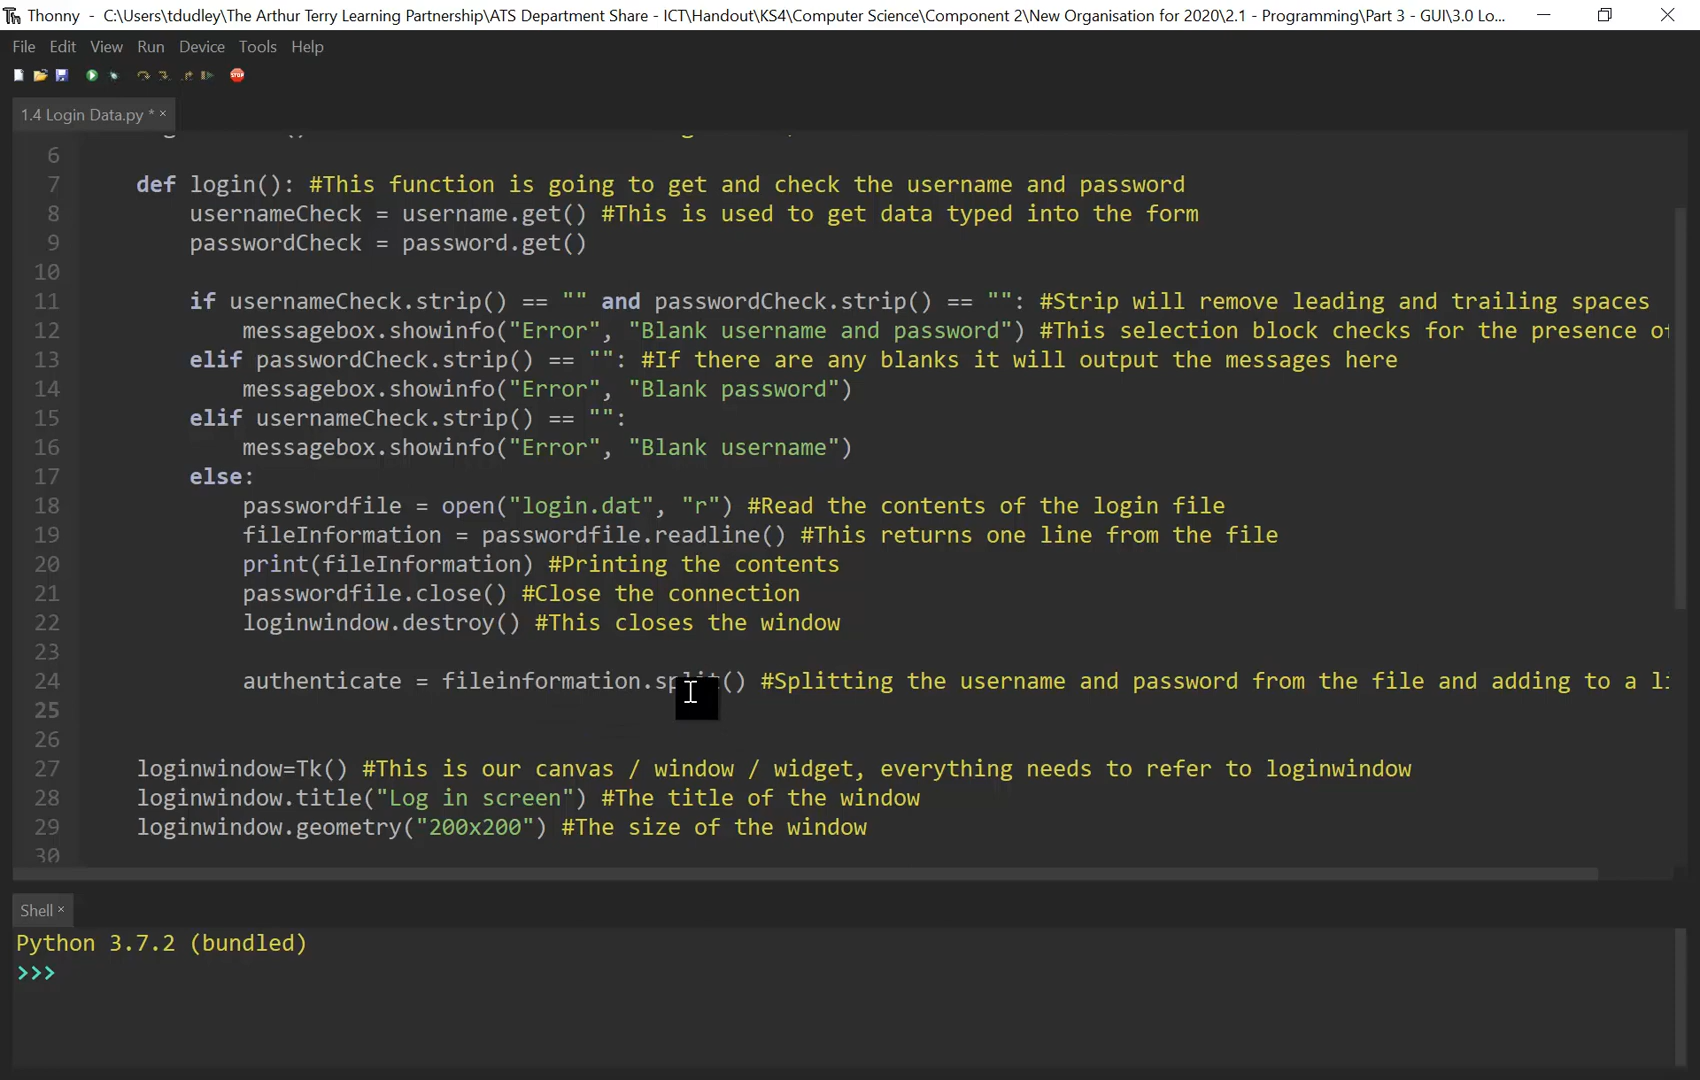 Thonny - C:\Users\tdudley\The Arthur Terry Learning Partnership\ATS Department Share - ICT\Handout\KS4\Computer Science\Component 2\New Organisation for 2020\2.1 - Programming\Part 3 - GUI\3.0 Lo...
File Edit View Run Device Tools Help
STOP
1.4 Login Data.py * ×
6
7 def login(): #This function is going to get and check the username and password
8 usernameCheck = username.get() #This is used to get data typed into the form
9 passwordCheck = password.get()
10
11 if usernameCheck.strip() == "" and passwordCheck.strip() == "": #Strip will remove leading and trailing spaces
12 messagebox.showinfo("Error", "Blank username and password") #This selection block checks for the presence
13 elif passwordCheck.strip() == "": #If there are any blanks it will output the messages here
14 messagebox.showinfo("Error", "Blank password")
15 elif usernameCheck.strip() == "":
16 messagebox.showinfo("Error", "Blank username")
17 else:
18 passwordfile = open("login.dat", "r") #Read the contents of the login file
19 fileInformation = passwordfile.readline() #This returns one line from the file
20 print(fileInformation) #Printing the contents
21 passwordfile.close() #Close the connection
22 loginwindow.destroy() #This closes the window
23
24 authenticate = fileinformation.split() #Splitting the username and password from the file and adding to a
25
26
27 loginwindow=Tk() #This is our canvas / window / widget, everything needs to refer to loginwindow
28 loginwindow.title("Log in screen") #The title of the window
29 loginwindow.geometry("200x200") #The size of the window
30
Shell ×
Python 3.7.2 (bundled)
>>>